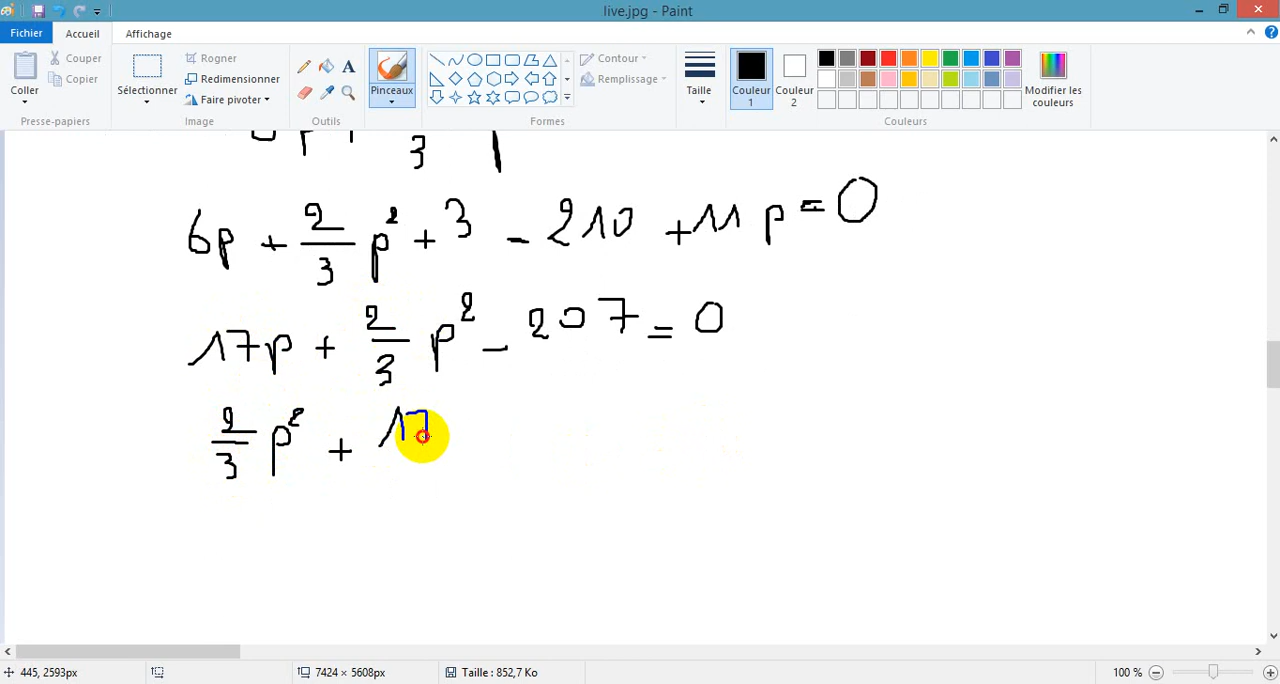 live.jpg - Paint
Fichier Accueil Affichage
Coller
Sélectionner
Rogner
Redimensionner
Faire pivoter
Couper
Copier
Pinceaux
Contour
Remplissage
Taille
Couleur 1
Couleur 2
Modifier les couleurs
Presse-papiers Image Outils Formes Couleurs
6p + 2/3 p² + 3 - 210 + 11p = 0
17p + 2/3 p² - 207 = 0
2/3 p² + 17
445, 2593px 7424 × 5608px Taille : 852,7 Ko 100 %